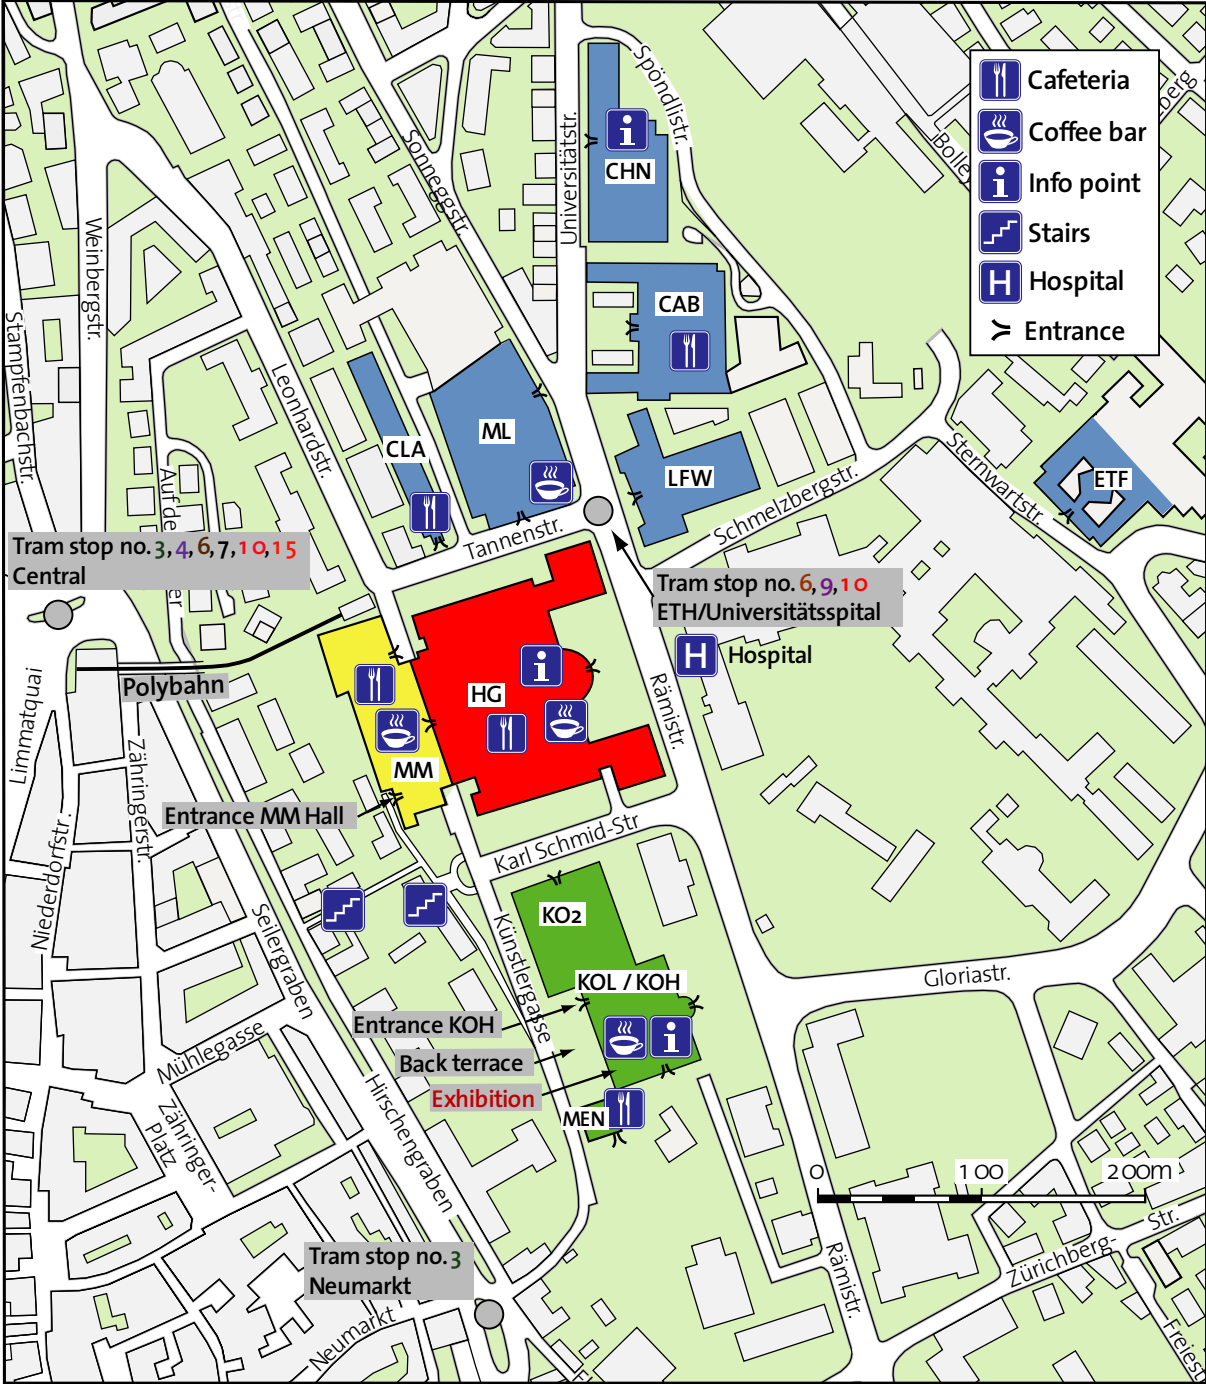 Cafeteria
Coffee bar
i
Info point
Stairs
H
Hospital
Entrance
Spöndlistr.
Sonneggstr.
Universitätstr.
i
CHN
Weinbergstr.
Stampfenbachstr.
Leonhardstr.
CAB
ML
CLA
LFW
ETF
Sternwartstr.
Schmelzbergstr.
Tannenstr.
Tram stop no. 3, 4, 6, 7, 10, 15
Central
Tram stop no. 6, 9, 10
ETH/Universitätsspital
H
Hospital
Polybahn
Limmatquai
i
HG
MM
Rämistr.
Zähringerstr.
Niederdorfstr.
Entrance MM Hall
Karl Schmid-Str
Seilergraben
KO2
Künstlergasse
KOL / KOH
Gloriastr.
Entrance KOH
i
Back terrace
Exhibition
MEN
Mühlegasse
Hirschengraben
Zähringer-
Platz
0 100 200m
Tram stop no. 3
Neumarkt
Neumarkt
Rämistr.
Zürichberg-
Str.